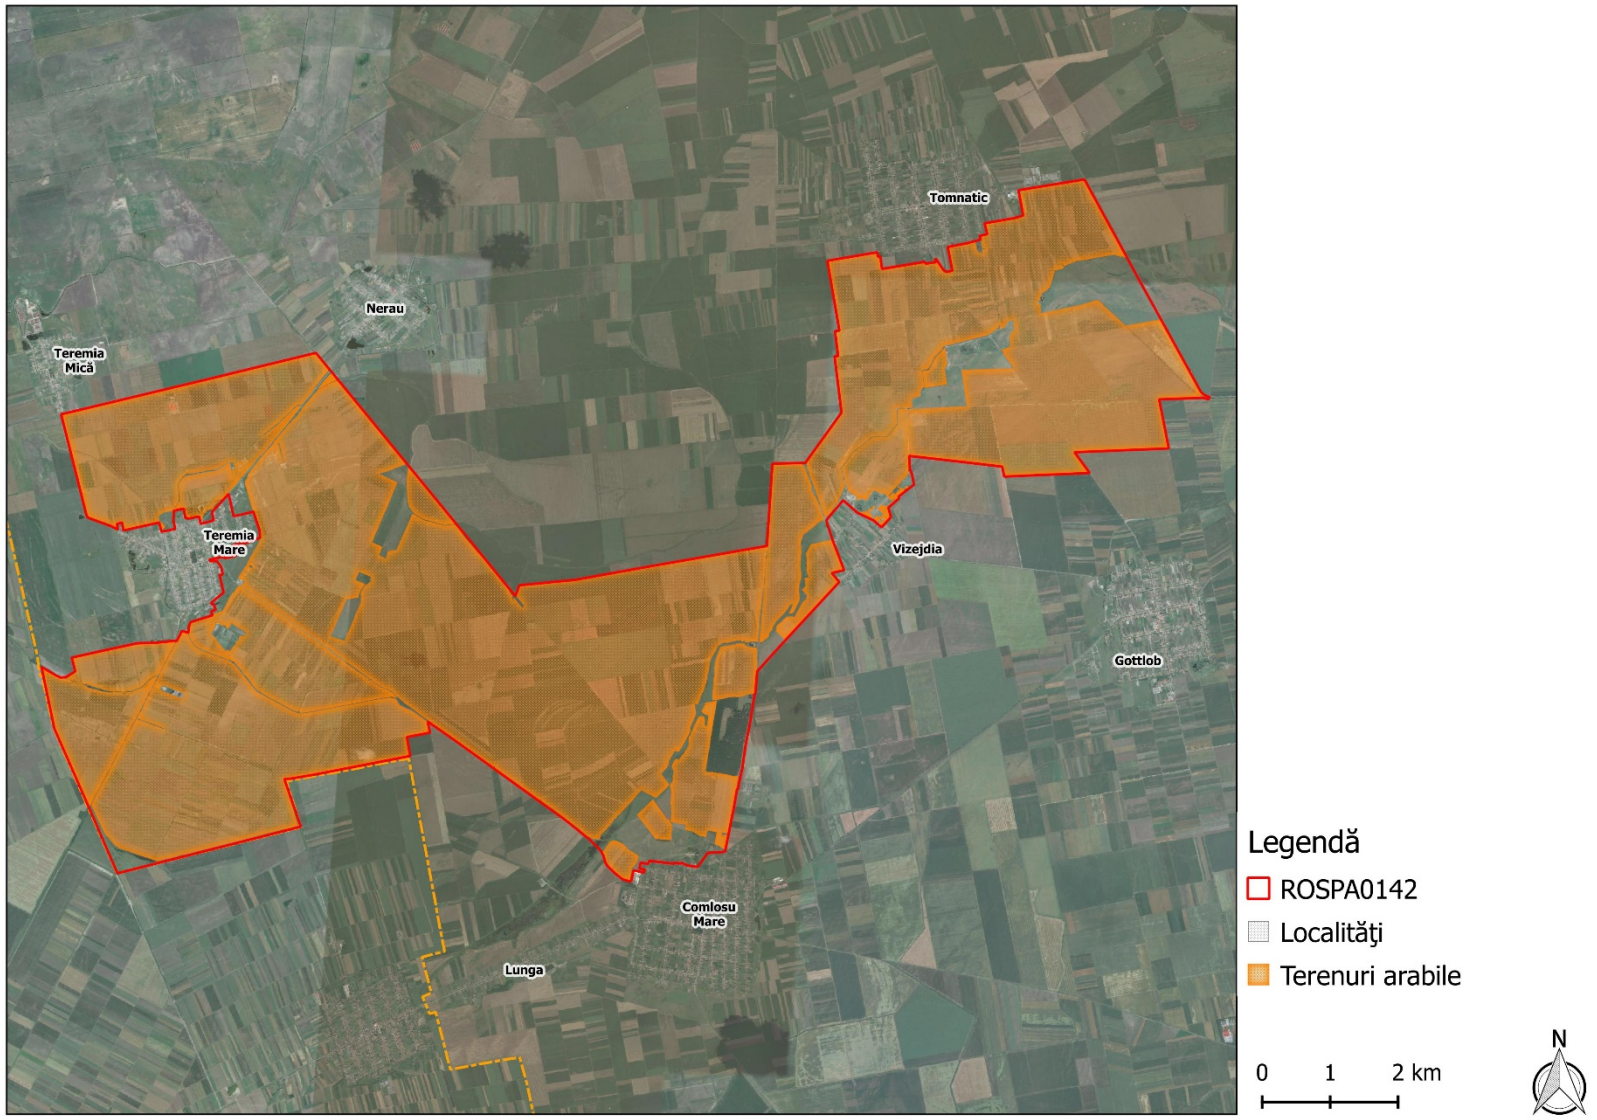 Tomnatic
Nerau
Teremia
Mică
Teremia
Mare
Vizejdia
Gottlob
Comlosu
Mare
Lunga
Legendă
ROSPA0142
Localităţi
Terenuri arabile
0 1 2 km
N